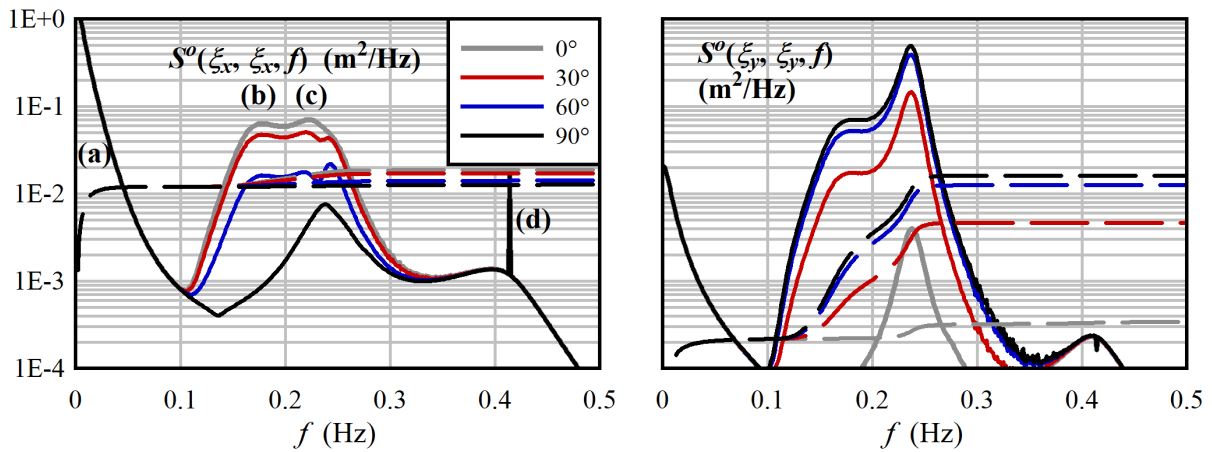 1E+0
1E-1
1E-2
1E-3
1E-4
Sᵒ(ξₓ, ξₓ, f) (m²/Hz)
(b) (c)
(a)
(d)
0°
30°
60°
90°
0 0.1 0.2 0.3 0.4 0.5
f (Hz)
Sᵒ(ξy, ξy, f)
(m²/Hz)
0 0.1 0.2 0.3 0.4 0.5
f (Hz)